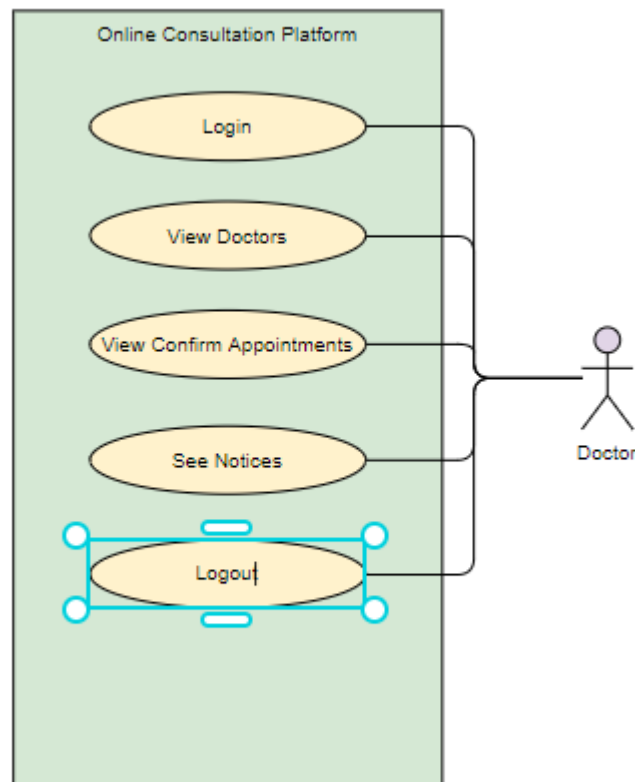 Online Consultation Platform
Login
View Doctors
View Confirm Appointments
See Notices
Logout
Doctor